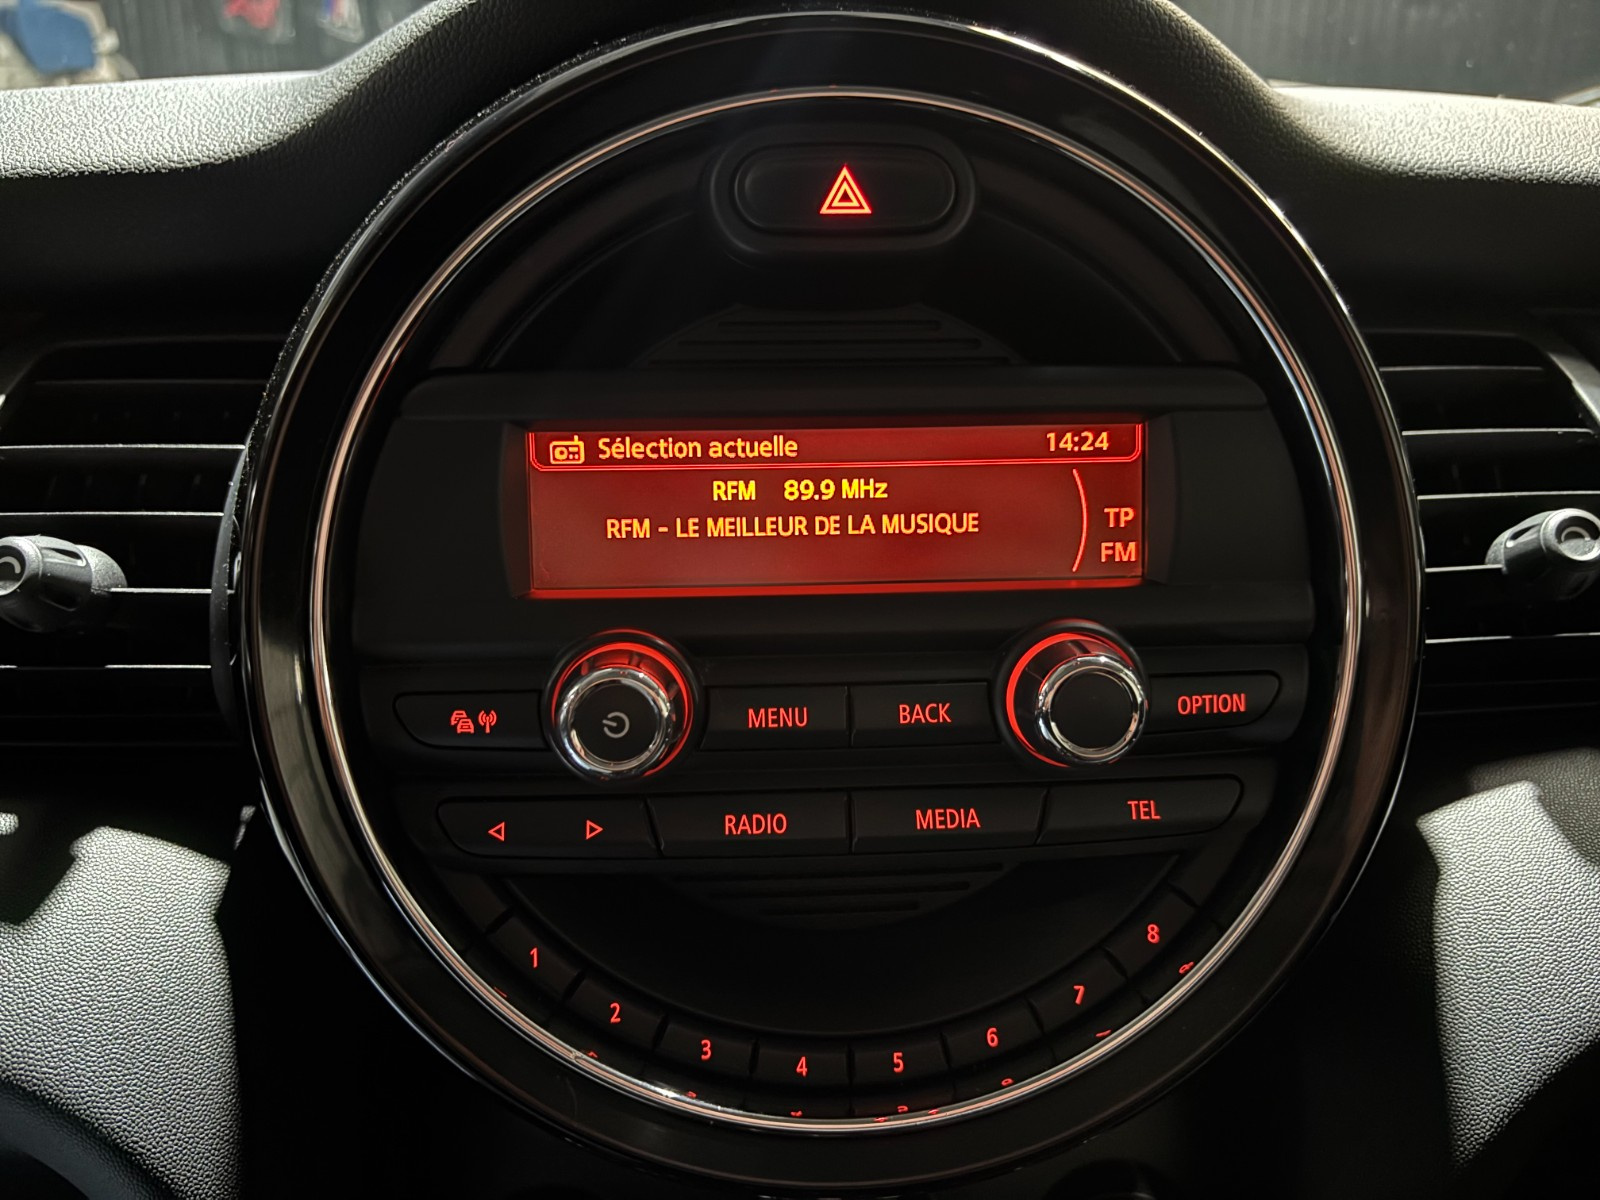 Sélection actuelle 14:24
RFM 89.9 MHz
RFM - LE MEILLEUR DE LA MUSIQUE
TP
FM
MENU BACK OPTION
RADIO MEDIA TEL
1 2 3 4 5 6 7 8